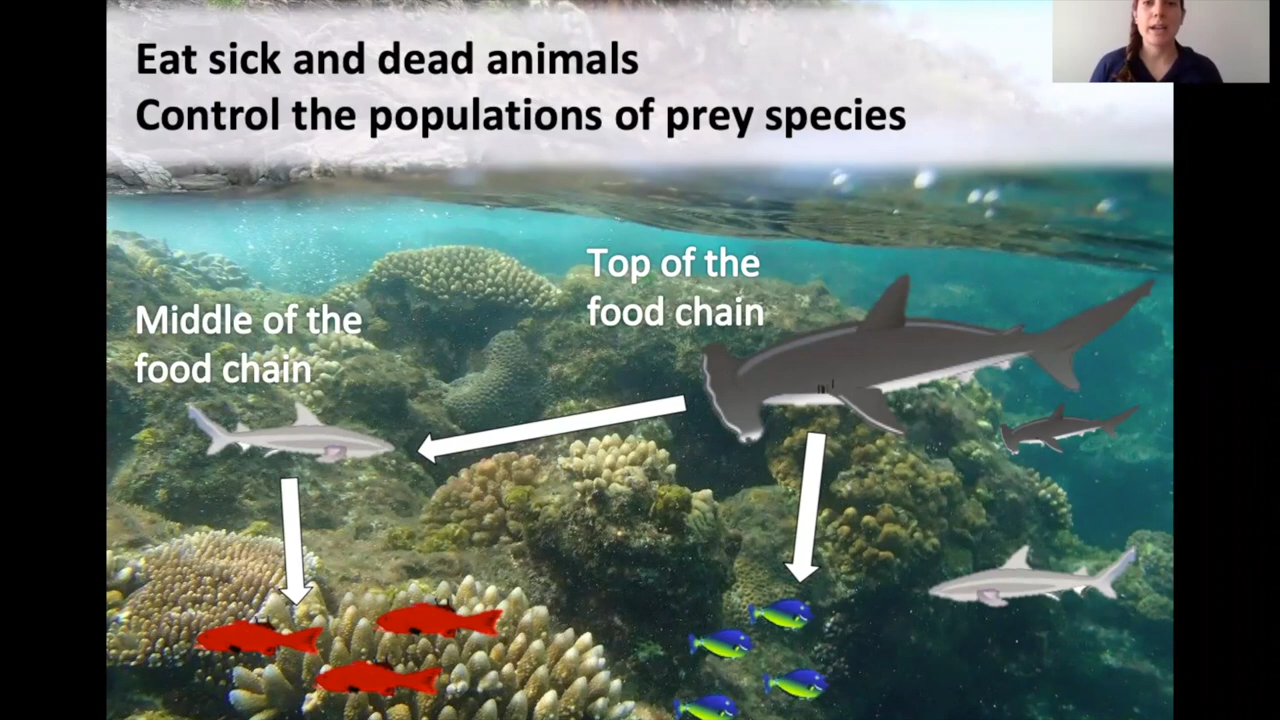 Eat sick and dead animals
Control the populations of prey species
Top of the
food chain
Middle of the
food chain